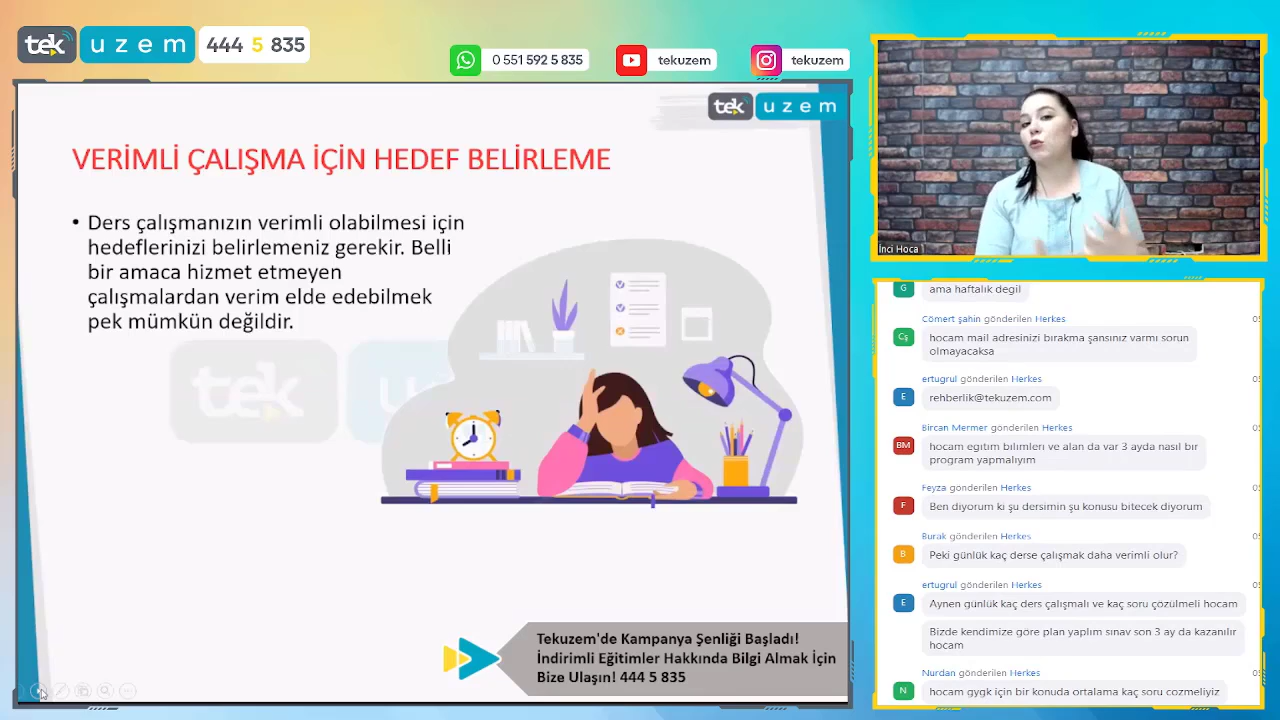 tek uzem 444 5 835
0 551 592 5 835
tekuzem
tekuzem
tek uzem
VERİMLİ ÇALIŞMA İÇİN HEDEF BELİRLEME
• Ders çalışmanızın verimli olabilmesi için
hedeflerinizi belirlemeniz gerekir. Belli
bir amaca hizmet etmeyen
çalışmalardan verim elde edebilmek
pek mümkün değildir.
tek u
Tekuzem'de Kampanya Şenliği Başladı!
İndirimli Eğitimler Hakkında Bilgi Almak İçin
Bize Ulaşın! 444 5 835
İnci Hoca
G
ama haftalık degil
Cömert şahin gönderilen Herkes
Cş
hocam mail adresinizi bırakma şansınız varmı sorun
olmayacaksa
ertugrul gönderilen Herkes
E
rehberlik@tekuzem.com
Bircan Mermer gönderilen Herkes
BM
hocam egıtım bılımlerı ve alan da var 3 ayda nasıl bır
program yapmalıyım
Feyza gönderilen Herkes
F
Ben diyorum ki şu dersimin şu konusu bitecek diyorum
Burak gönderilen Herkes
B
Peki günlük kaç derse çalışmak daha verimli olur?
ertugrul gönderilen Herkes
E
Aynen günlük kaç ders çalışmalı ve kaç soru çözülmeli hocam
Bizde kendimize göre plan yaplım sınav son 3 ay da kazanılır
hocam
Nurdan gönderilen Herkes
N
hocam gygk için bir konuda ortalama kaç soru cozmeliyiz